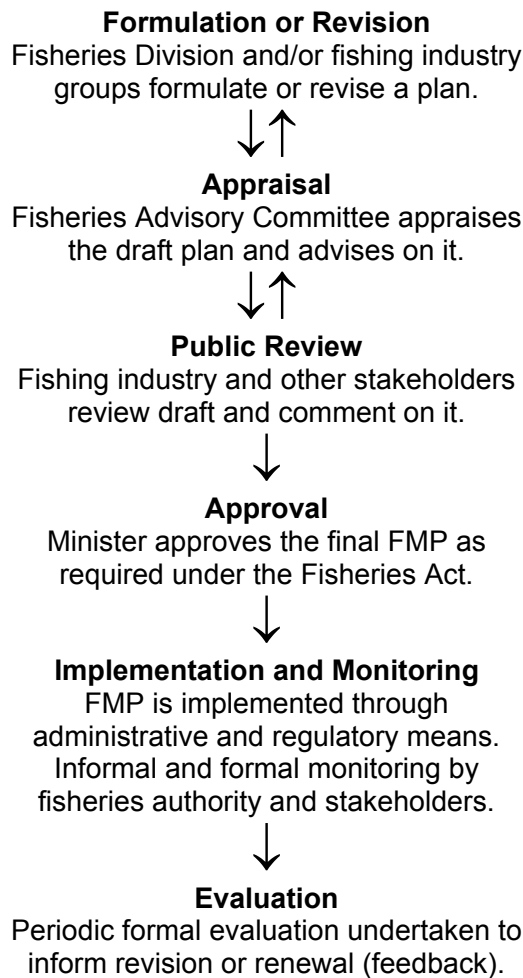 Formulation or Revision
Fisheries Division and/or fishing industry
groups formulate or revise a plan.
Appraisal
Fisheries Advisory Committee appraises
the draft plan and advises on it.
Public Review
Fishing industry and other stakeholders
review draft and comment on it.
Approval
Minister approves the final FMP as
required under the Fisheries Act.
Implementation and Monitoring
FMP is implemented through
administrative and regulatory means.
Informal and formal monitoring by
fisheries authority and stakeholders.
Evaluation
Periodic formal evaluation undertaken to
inform revision or renewal (feedback).